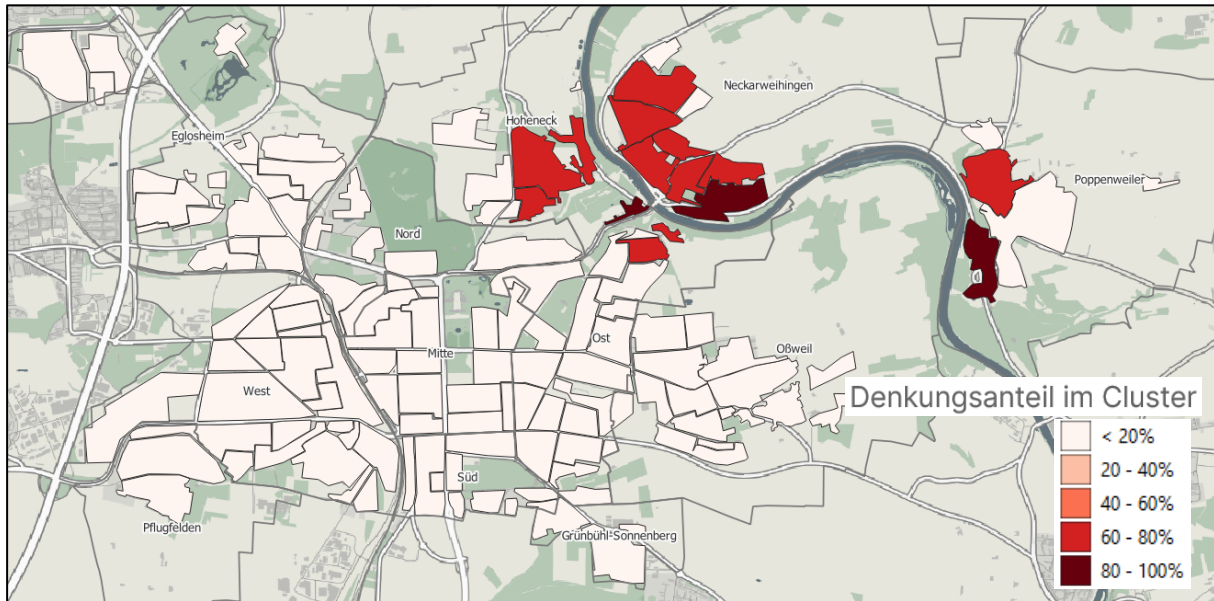 Neckarweihingen
Hoheneck
Eglosheim
Poppenweiler
Nord
Ost
Oßweil
Mitte
West
Denkungsanteil im Cluster
< 20%
20 - 40%
40 - 60%
60 - 80%
80 - 100%
Süd
Pflugfelden
Grünbühl-Sonnenberg